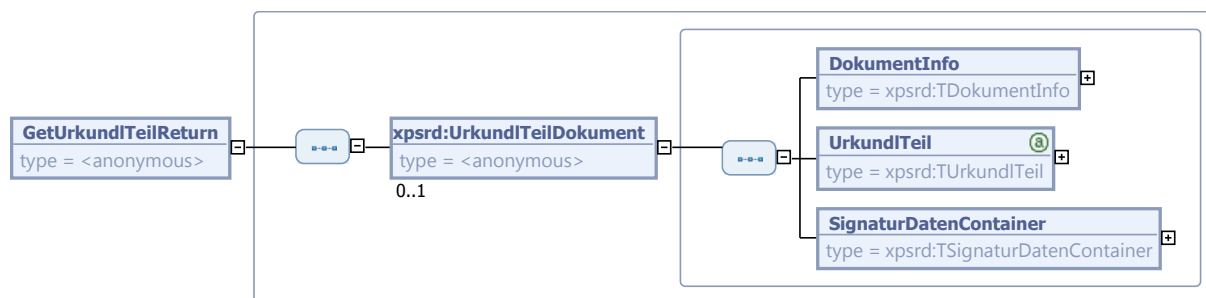 GetUrkundlTeilReturn
type = <anonymous>
xpsrd:UrkundlTeilDokument
type = <anonymous>
0..1
DokumentInfo
type = xpsrd:TDokumentInfo
UrkundlTeil
a
type = xpsrd:TUrkundlTeil
SignaturDatenContainer
type = xpsrd:TSignaturDatenContainer